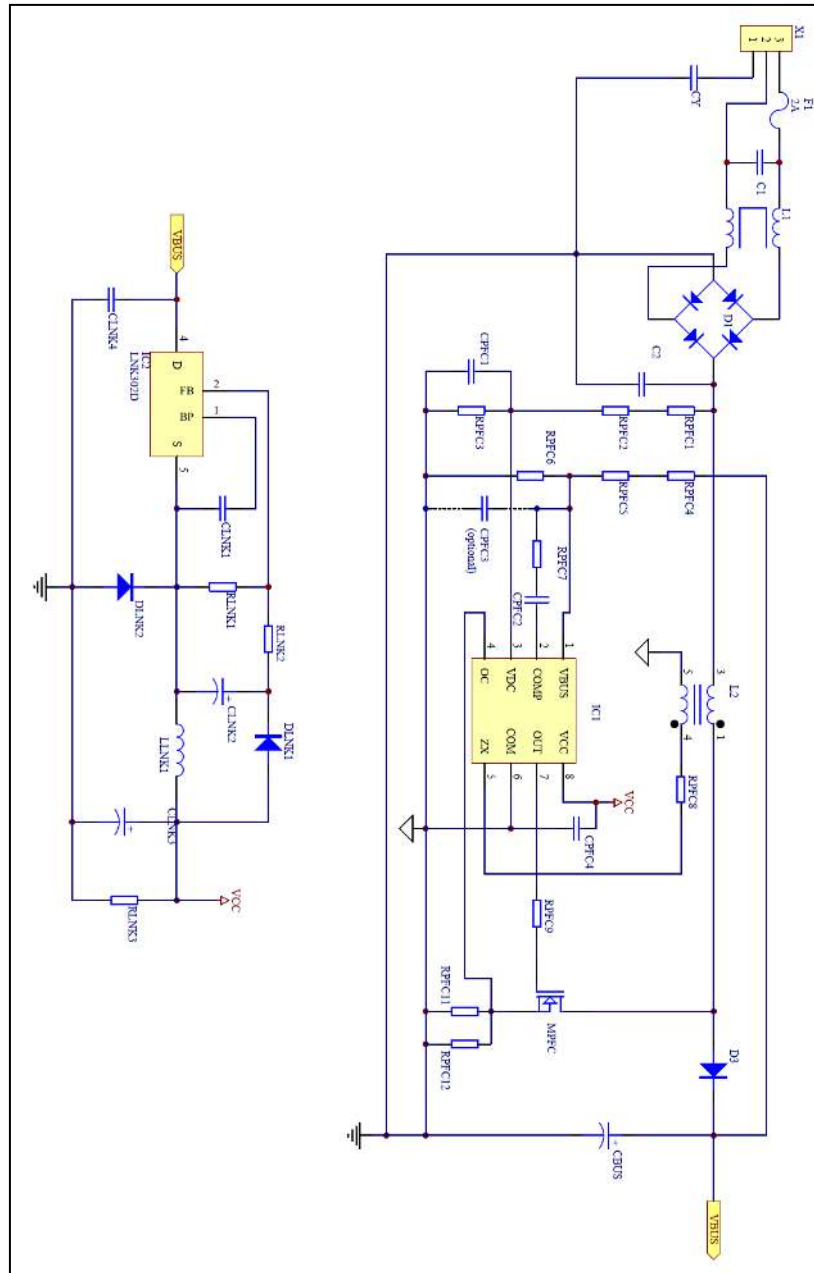 X1
3
2
1
F1
2A
CY
C1
L1
D1
C2
RPFC1
RPFC2
RPFC3
CPFC1
RPFC4
RPFC5
RPFC6
CPFC3
(optional)
RPFC7
CPFC2
L2
3
1
5
4
RPFC8
IC1
1
VBUS
VCC
8
2
COMP
OUT
7
3
VDC
COM
6
4
OC
ZX
5
VCC
CPFC4
RPFC9
MPFC
RPFC11
RPFC12
D3
CBUS
+
VBUS
VBUS
CLNK4
4
D
IC2
LNK302D
FB
2
BP
1
S
5
CLNK1
DLNK2
RLNK1
RLNK2
CLNK2
+
DLNK1
LLNK1
CLNK3
+
RLNK3
VCC